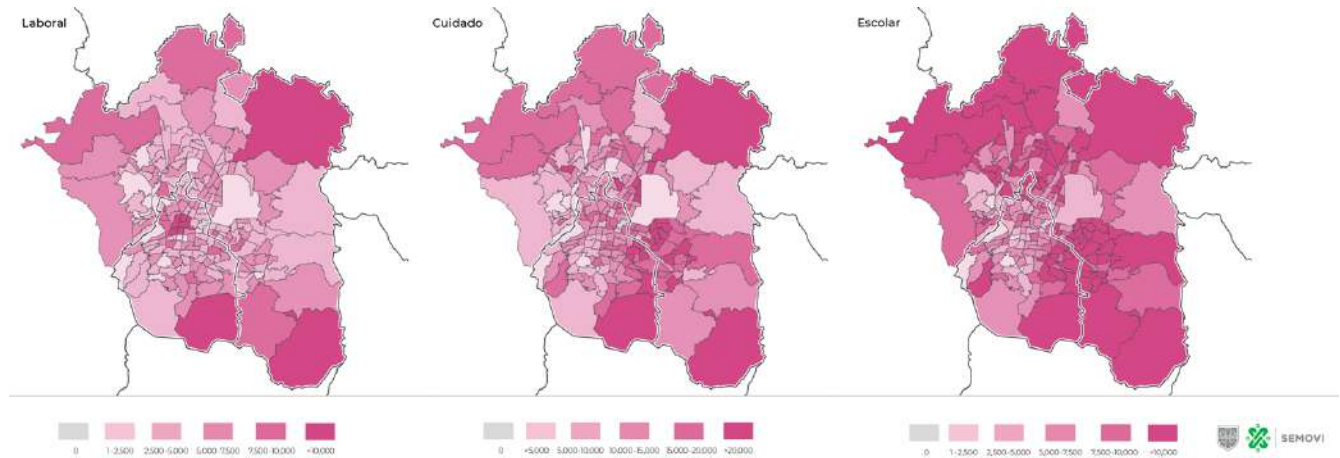 Laboral
Cuidado
Escolar
0 1-2,500 2,500-5,000 5,000-7,500 7,500-10,000 +10,000
0 <5,000 5,000-10,000 10,000-15,000 15,000-20,000 >20,000
0 1-2,500 2,500-5,000 5,000-7,500 7,500-10,000 +10,000
SEMOVI